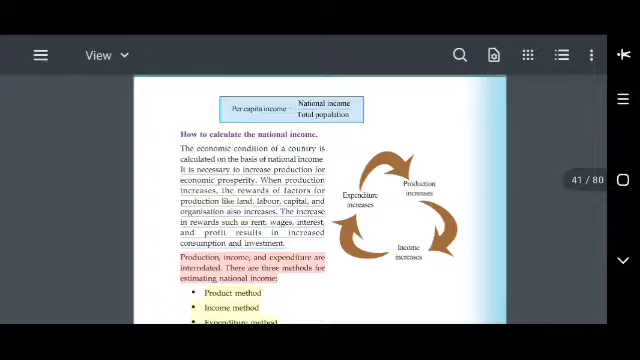 View
Per capita income = National income
Total population
How to calculate the national income.
The economic condition of a country is
calculated on the basis of national income.
It is necessary to increase production for
economic prosperity. When production
increases, the rewards of factors for
production like land, labour, capital, and
organisation also increases. The increase
in rewards such as rent, wages, interest,
and profit results in increased
consumption and investment.
Production, income, and expenditure are
interrelated. There are three methods for
estimating national income:
• Product method
• Income method
• Expenditure method
Expenditure
increases
Production
increases
Income
increases
41 / 80